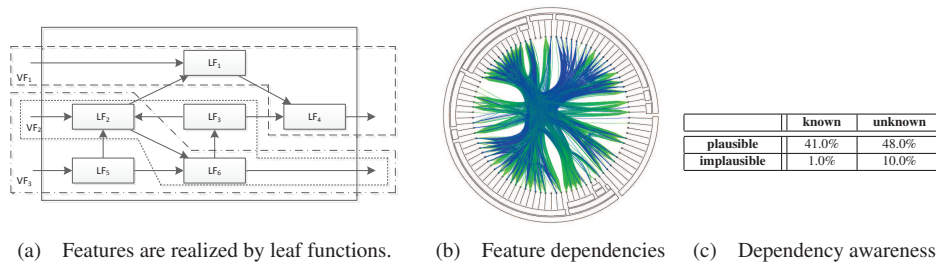 LF1
VF1
LF2
LF3
LF4
VF2
LF5
LF6
VF3
known unknown
plausible 41.0% 48.0%
implausible 1.0% 10.0%
(a) Features are realized by leaf functions.
(b) Feature dependencies
(c) Dependency awareness